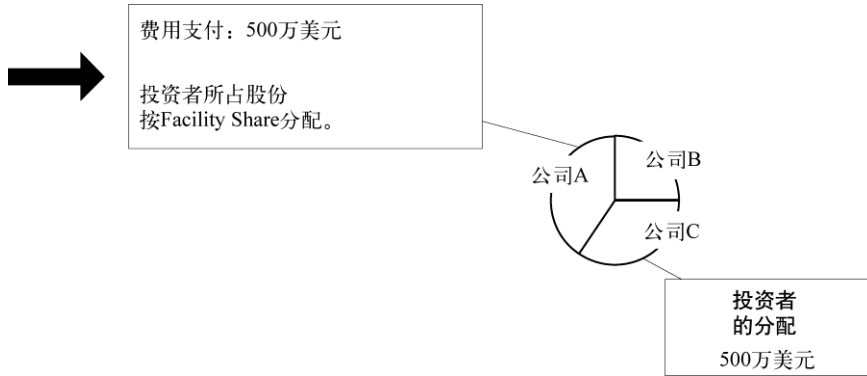 费用支付：500万美元
投资者所占股份
按Facility Share分配。
公司A
公司B
公司C
投资者
的分配
500万美元